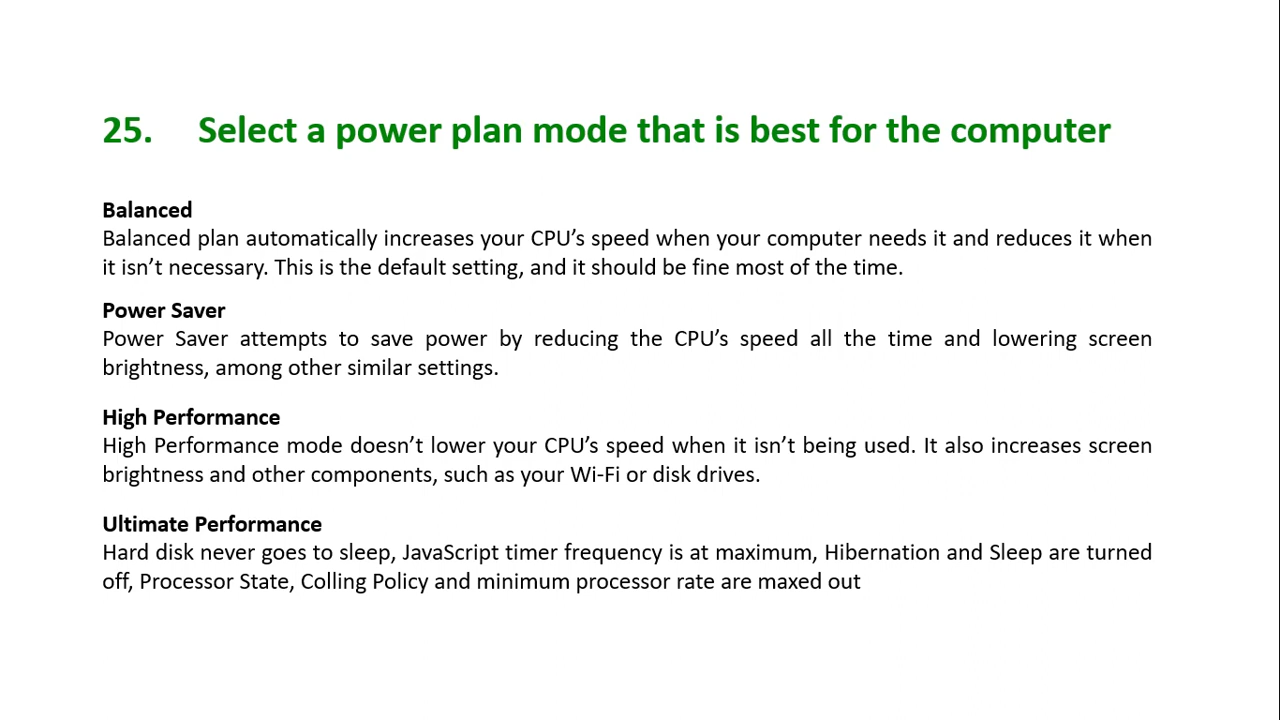 25. Select a power plan mode that is best for the computer
Balanced
Balanced plan automatically increases your CPU’s speed when your computer needs it and reduces it when
it isn’t necessary. This is the default setting, and it should be fine most of the time.
Power Saver
Power Saver attempts to save power by reducing the CPU’s speed all the time and lowering screen
brightness, among other similar settings.
High Performance
High Performance mode doesn’t lower your CPU’s speed when it isn’t being used. It also increases screen
brightness and other components, such as your Wi-Fi or disk drives.
Ultimate Performance
Hard disk never goes to sleep, JavaScript timer frequency is at maximum, Hibernation and Sleep are turned
off, Processor State, Colling Policy and minimum processor rate are maxed out